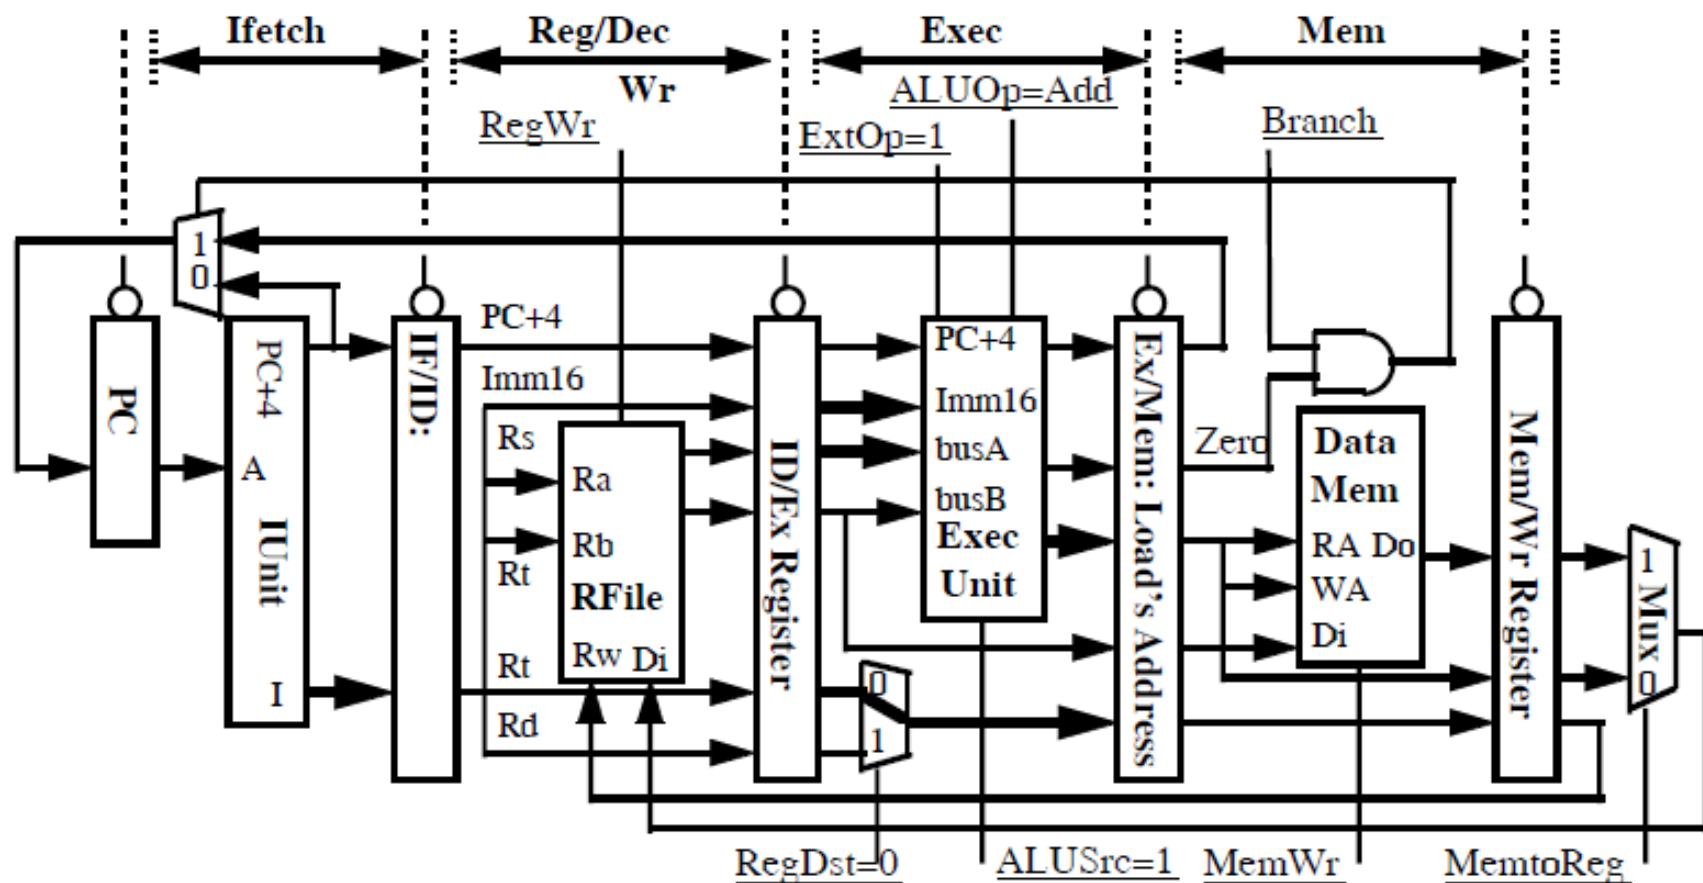 Ifetch
Reg/Dec
Exec
Mem
Wr
ALUOp=Add
RegWr
ExtOp=1
Branch
1
0
PC
PC+4
A
IUnit
I
IF/ID:
PC+4
Imm16
Rs
Ra
Rb
Rt
RFile
Rw Di
Rt
Rd
ID/Ex Register
0
1
PC+4
Imm16
busA
busB
Exec
Unit
Ex/Mem: Load's Address
Zero
Data
Mem
RA Do
WA
Di
Mem/Wr Register
1
Mux
0
RegDst=0
ALUSrc=1
MemWr
MemtoReg